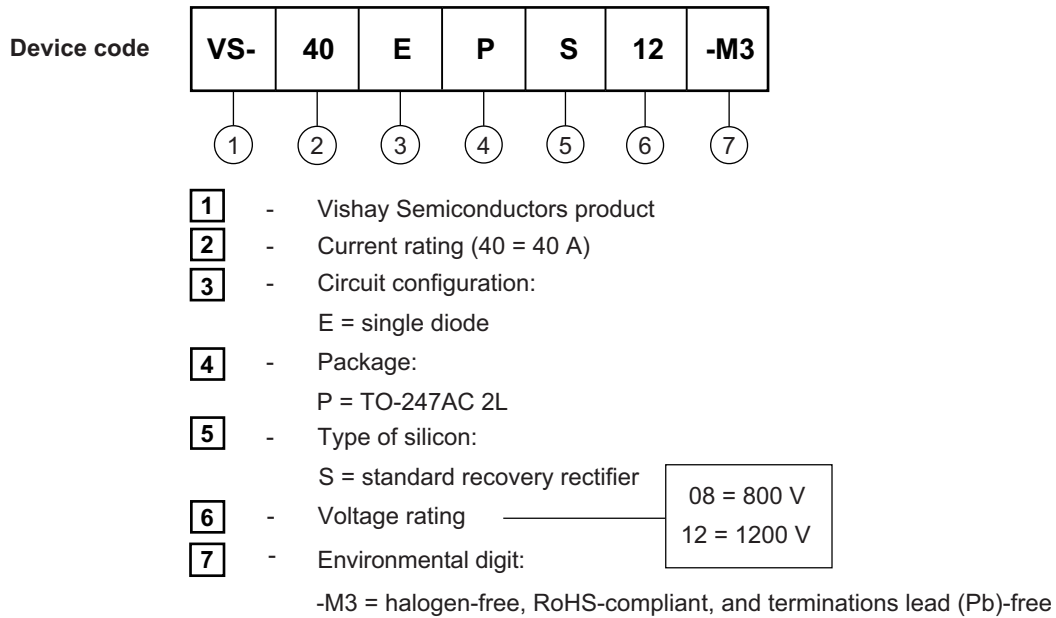 Device code VS- 40 E P S 12 -M3
1 2 3 4 5 6 7
1 - Vishay Semiconductors product
2 - Current rating (40 = 40 A)
3 - Circuit configuration:
E = single diode
4 - Package:
P = TO-247AC 2L
5 - Type of silicon:
S = standard recovery rectifier
08 = 800 V
6 - Voltage rating
12 = 1200 V
7 - Environmental digit:
-M3 = halogen-free, RoHS-compliant, and terminations lead (Pb)-free